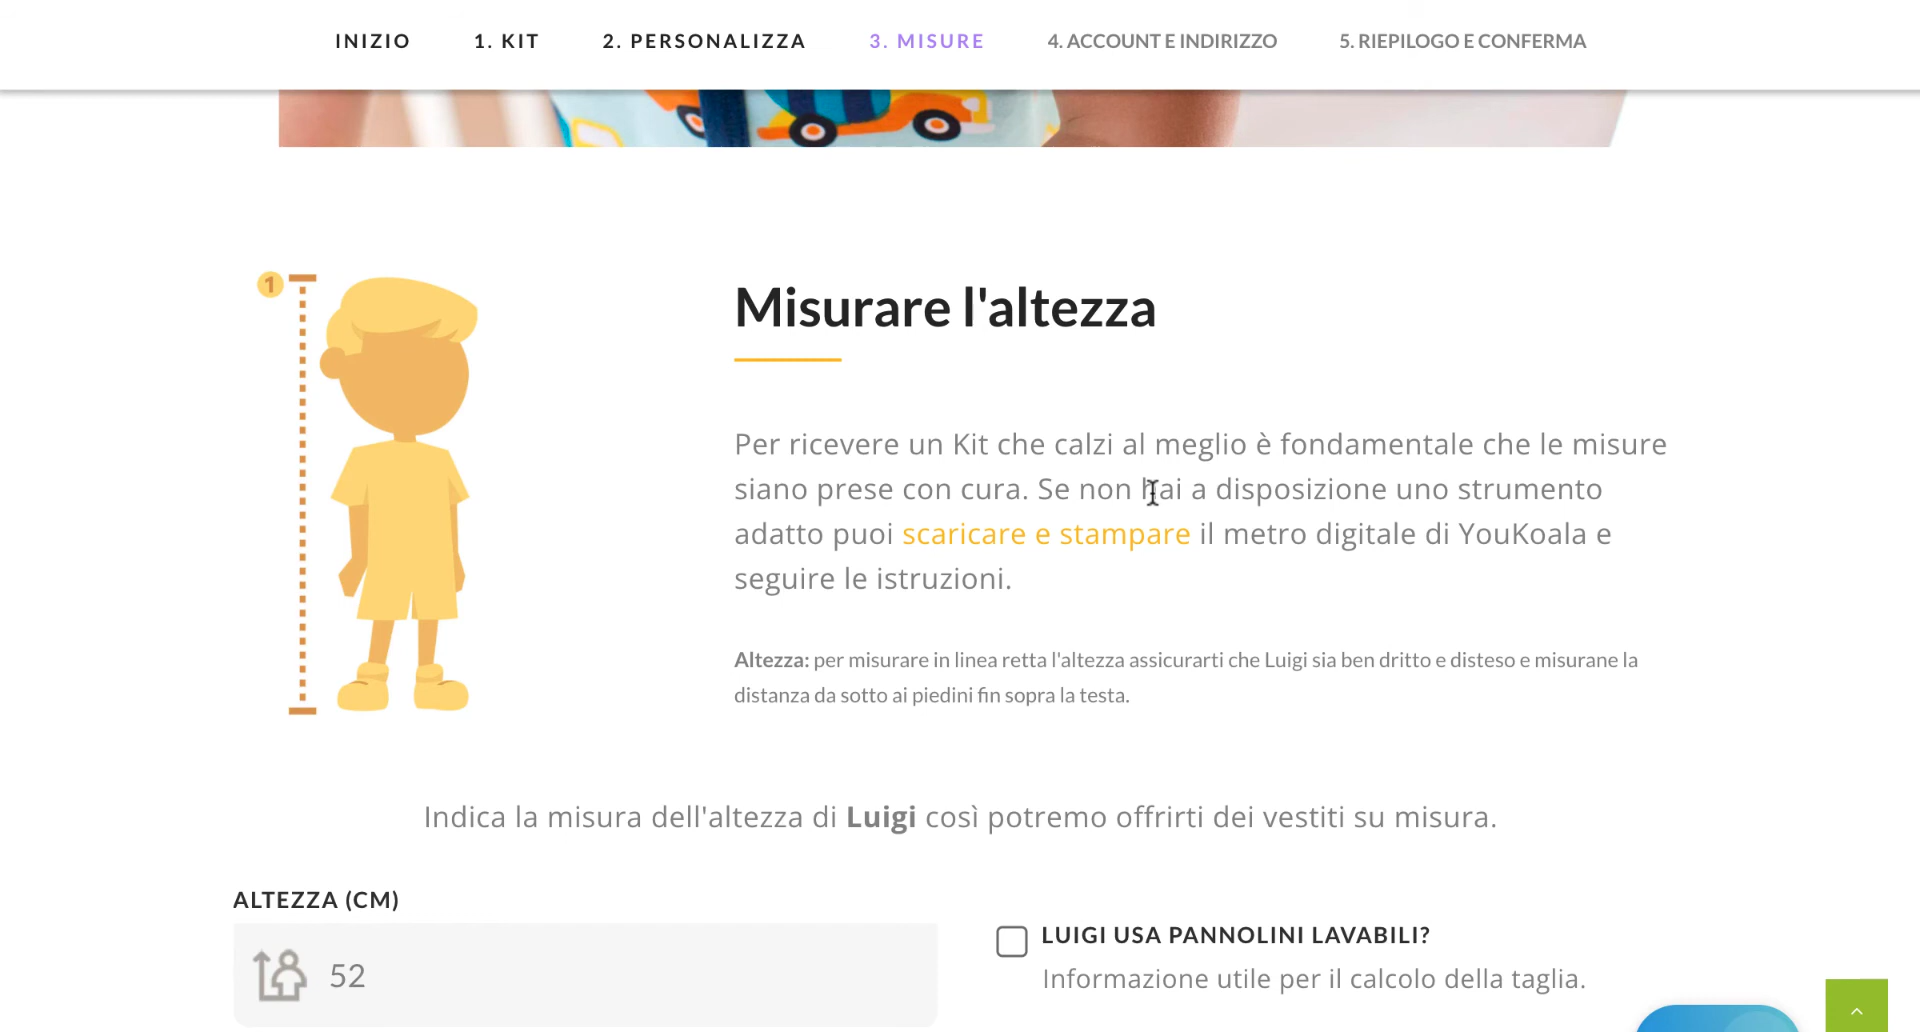 INIZIO 1. KIT 2. PERSONALIZZA 3. MISURE 4. ACCOUNT E INDIRIZZO 5. RIEPILOGO E CONFERMA
1
Misurare l'altezza
Per ricevere un Kit che calzi al meglio è fondamentale che le misure
siano prese con cura. Se non hai a disposizione uno strumento
adatto puoi scaricare e stampare il metro digitale di YouKoala e
seguire le istruzioni.
Altezza: per misurare in linea retta l'altezza assicurarti che Luigi sia ben dritto e disteso e misurane la
distanza da sotto ai piedini fin sopra la testa.
Indica la misura dell'altezza di Luigi così potremo offrirti dei vestiti su misura.
ALTEZZA (CM)
52
LUIGI USA PANNOLINI LAVABILI?
Informazione utile per il calcolo della taglia.